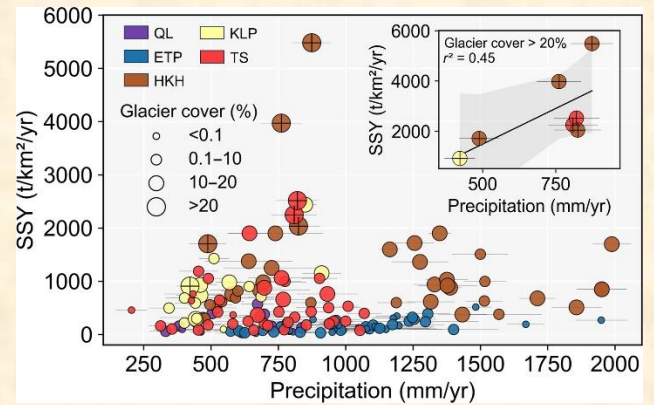 QL
KLP
ETP
TS
HKH
Glacier cover (%)
<0.1
0.1–10
10–20
>20
6000
5000
4000
3000
2000
1000
0
SSY (t/km²/yr)
250 500 750 1000 1250 1500 1750 2000
Precipitation (mm/yr)
Glacier cover > 20%
r² = 0.45
6000
4000
2000
SSY (t/km²/yr)
500 750
Precipitation (mm/yr)